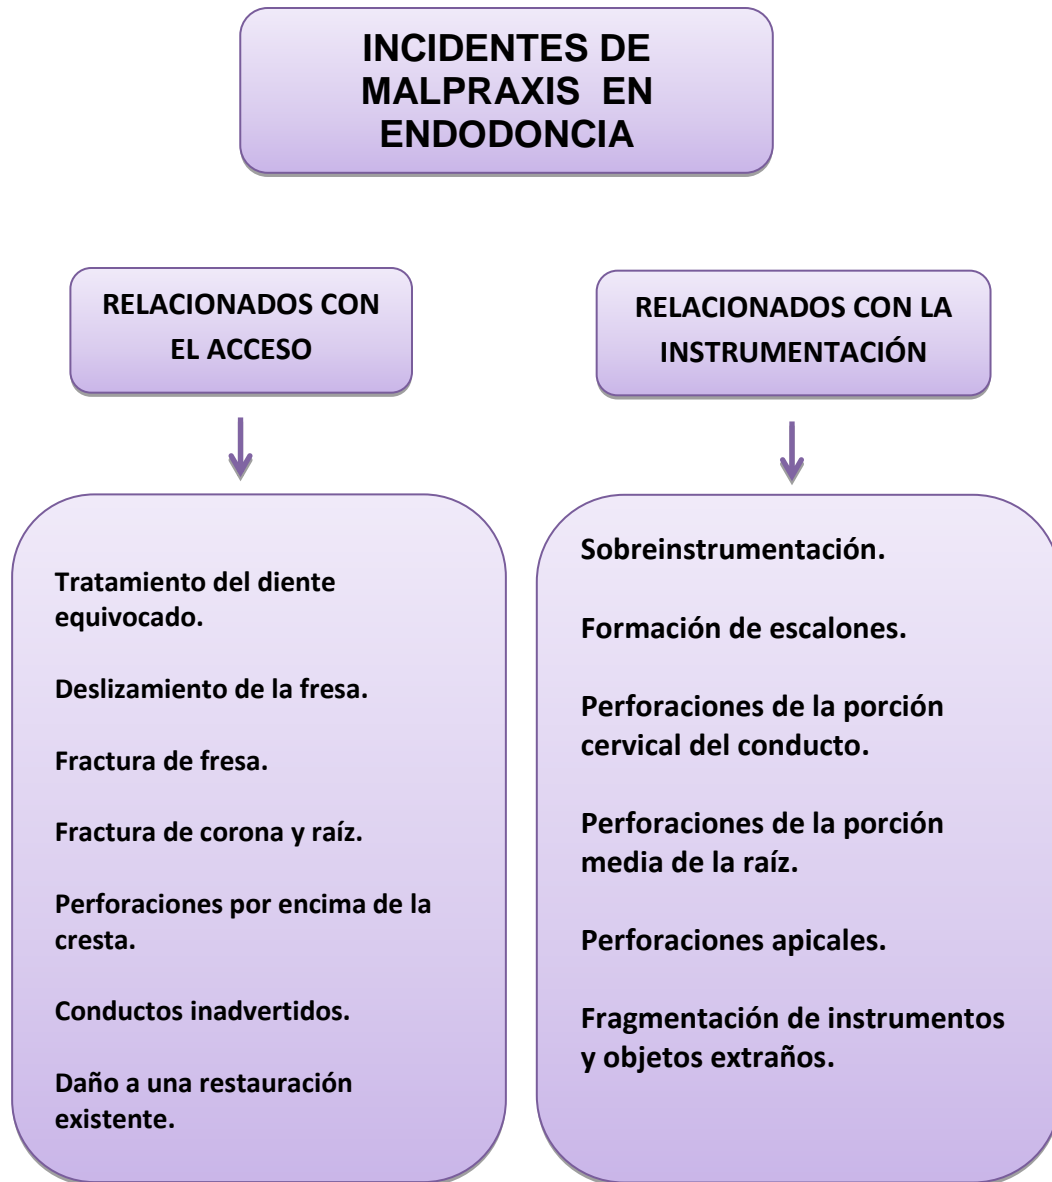 INCIDENTES DE
MALPRAXIS EN
ENDODONCIA
RELACIONADOS CON
EL ACCESO
RELACIONADOS CON LA
INSTRUMENTACIÓN
Tratamiento del diente
equivocado.
Deslizamiento de la fresa.
Fractura de fresa.
Fractura de corona y raíz.
Perforaciones por encima de la
cresta.
Conductos inadvertidos.
Daño a una restauración
existente.
Sobreinstrumentación.
Formación de escalones.
Perforaciones de la porción
cervical del conducto.
Perforaciones de la porción
media de la raíz.
Perforaciones apicales.
Fragmentación de instrumentos
y objetos extraños.